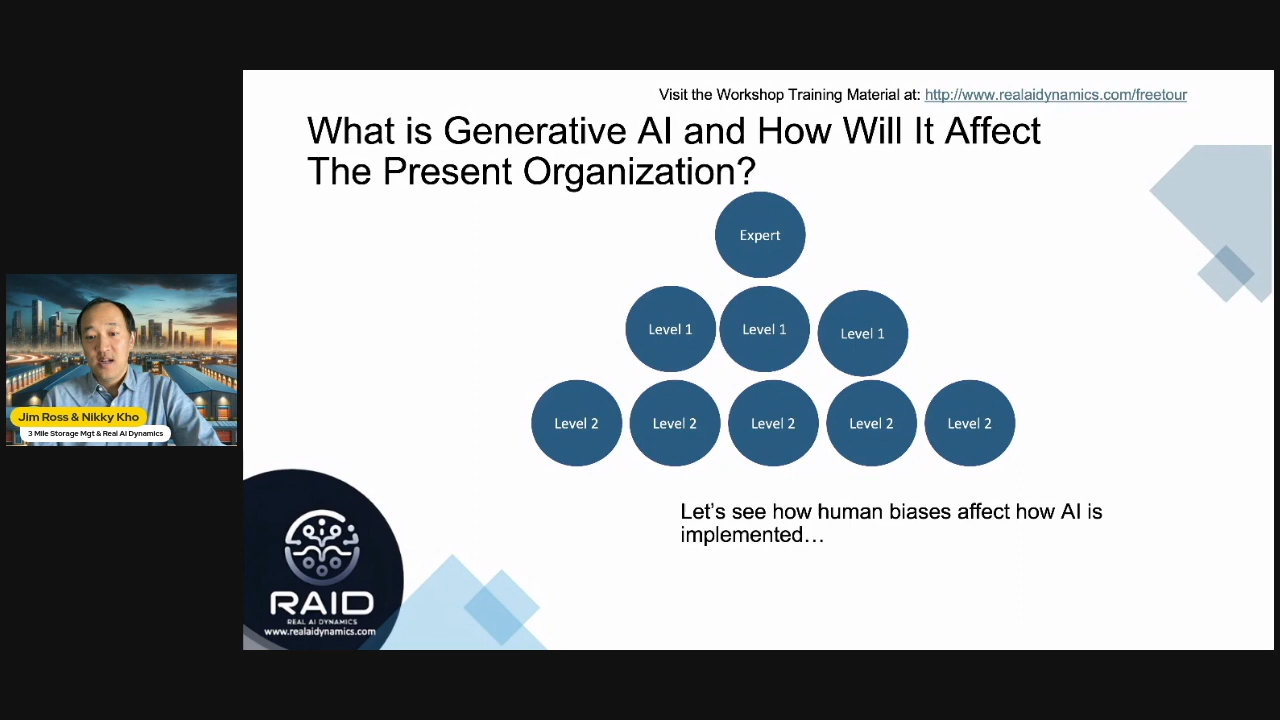 Visit the Workshop Training Material at: http://www.realaidynamics.com/freetour
What is Generative AI and How Will It Affect
The Present Organization?
Expert
Level 1 Level 1 Level 1
Level 2 Level 2 Level 2 Level 2 Level 2
Let’s see how human biases affect how AI is
implemented…
Jim Ross & Nikky Kho
3 Mile Storage Mgt & Real AI Dynamics
RAID
REAL AI DYNAMICS
www.realaidynamics.com